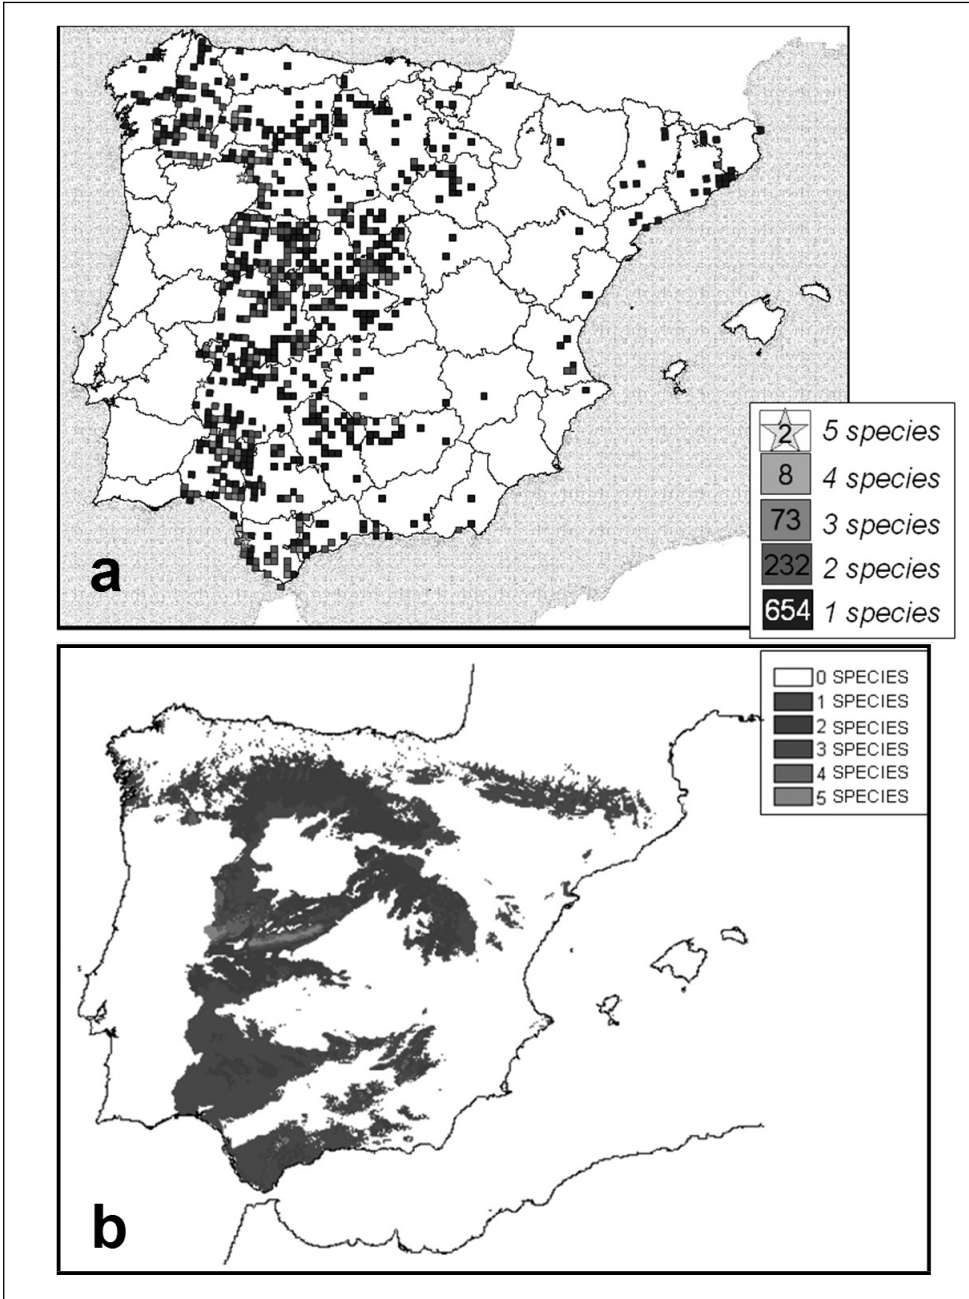 2 5 species
8 4 species
73 3 species
232 2 species
654 1 species
a
0 SPECIES
1 SPECIES
2 SPECIES
3 SPECIES
4 SPECIES
5 SPECIES
b